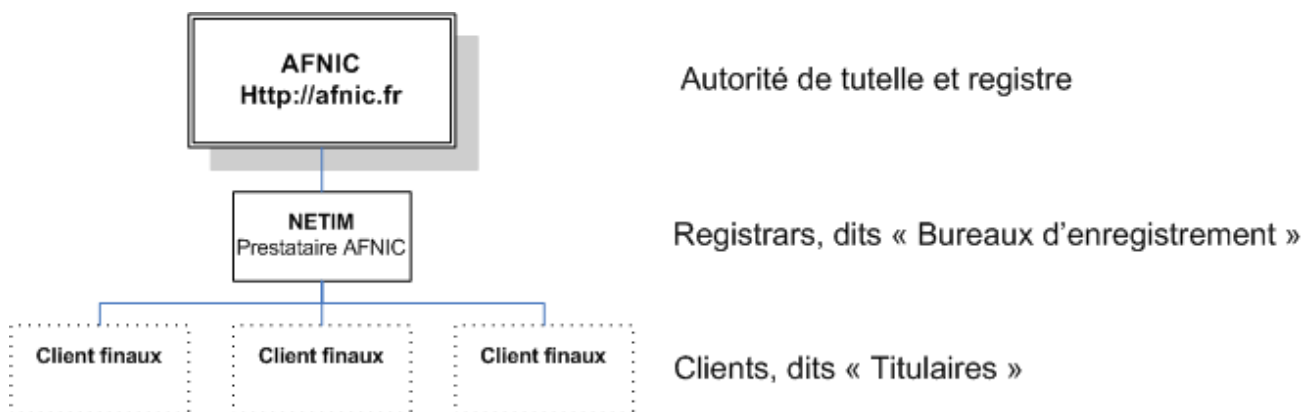 AFNIC
Http://afnic.fr
Autorité de tutelle et registre
NETIM
Prestataire AFNIC
Registrars, dits « Bureaux d'enregistrement »
Client finaux
Client finaux
Client finaux
Clients, dits « Titulaires »